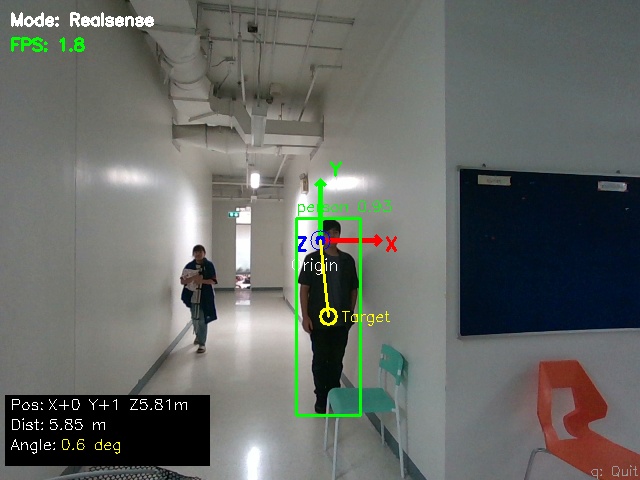 Mode: Realsense
FPS: 1.8
Y
person 0.93
Z
X
Origin
Target
Pos: X+0 Y+1 Z5.81m
Dist: 5.85 m
Angle: 0.6 deg
q: Quit